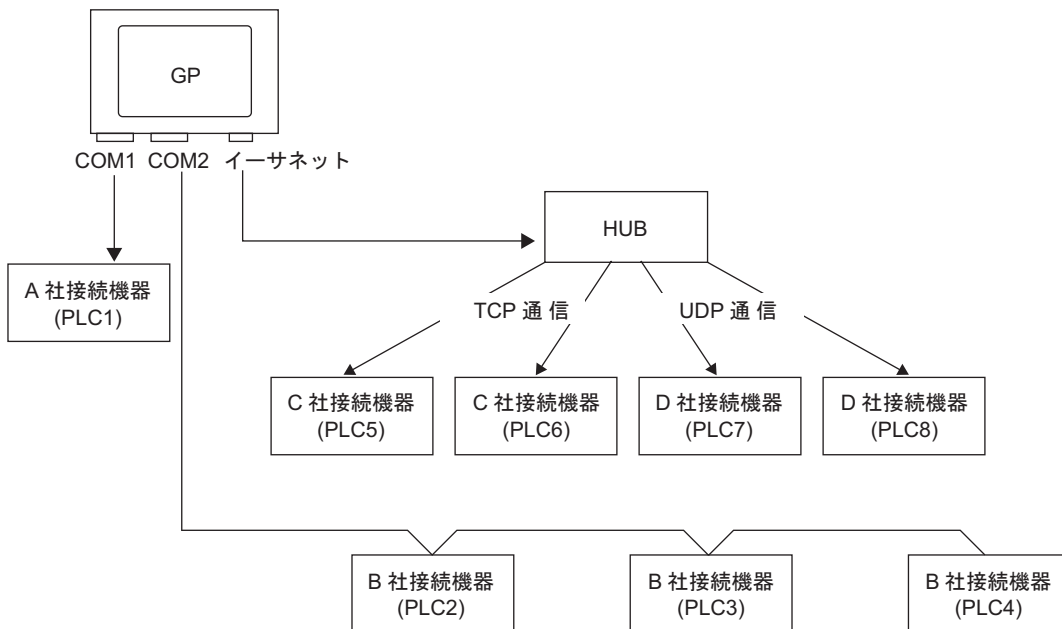 GP
COM1 COM2 イーサネット
HUB
A 社接続機器
(PLC1)
TCP 通 信
UDP 通 信
C 社接続機器
(PLC5)
C 社接続機器
(PLC6)
D 社接続機器
(PLC7)
D 社接続機器
(PLC8)
B 社接続機器
(PLC2)
B 社接続機器
(PLC3)
B 社接続機器
(PLC4)